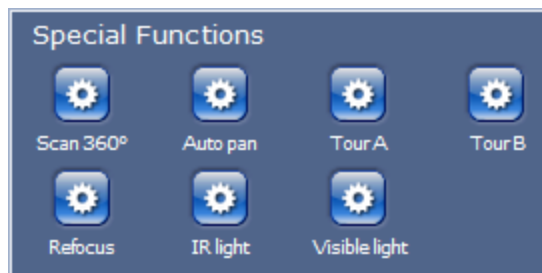 Special Functions
Scan 360° Auto pan Tour A Tour B
Refocus IR light Visible light